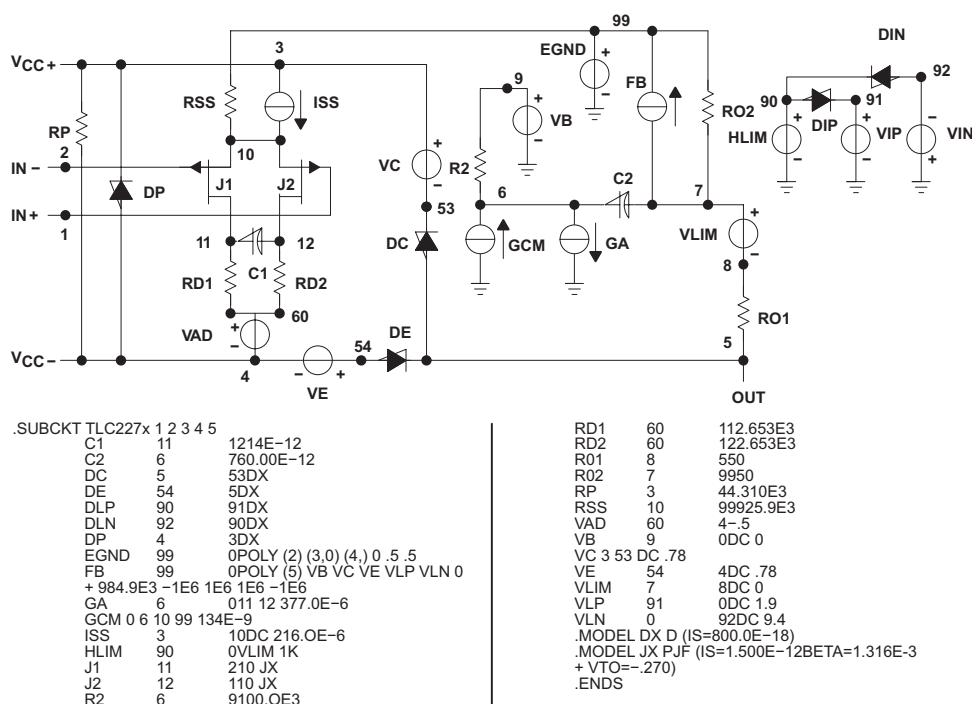 99
3
DIN
VCC+
EGND
+
9
FB
92
RSS
ISS
+
90
91
RO2
RP
VB
+
HLIM
DIP
+
VIP
−
VIN
2
10
VC
+
−
R2
−
−
+
IN −
J1
J2
C2
6
7
DP
53
IN+
1
11
12
DC
GCM
GA
VLIM
+
−
C1
8
RD1
RD2
60
RO1
VAD
+
−
DE
54
5
VCC−
4
−
+
VE
OUT
.SUBCKT TLC227x 1 2 3 4 5
C1 11 1214E−12
C2 6 760.00E−12
DC 5 53DX
DE 54 5DX
DLP 90 91DX
DLN 92 90DX
DP 4 3DX
EGND 99 0POLY (2) (3,0) (4,) 0 .5 .5
FB 99 0POLY (5) VB VC VE VLP VLN 0
+ 984.9E3 −1E6 1E6 1E6 −1E6
GA 6 011 12 377.0E−6
GCM 0 6 10 99 134E−9
ISS 3 10DC 216.OE−6
HLIM 90 0VLIM 1K
J1 11 210 JX
J2 12 110 JX
R2 6 9100.OE3
RD1 60 112.653E3
RD2 60 122.653E3
R01 8 550
R02 7 9950
RP 3 44.310E3
RSS 10 99925.9E3
VAD 60 4−.5
VB 9 0DC 0
VC 3 53 DC .78
VE 54 4DC .78
VLIM 7 8DC 0
VLP 91 0DC 1.9
VLN 0 92DC 9.4
.MODEL DX D (IS=800.0E−18)
.MODEL JX PJF (IS=1.500E−12BETA=1.316E-3
+ VTO=−.270)
.ENDS